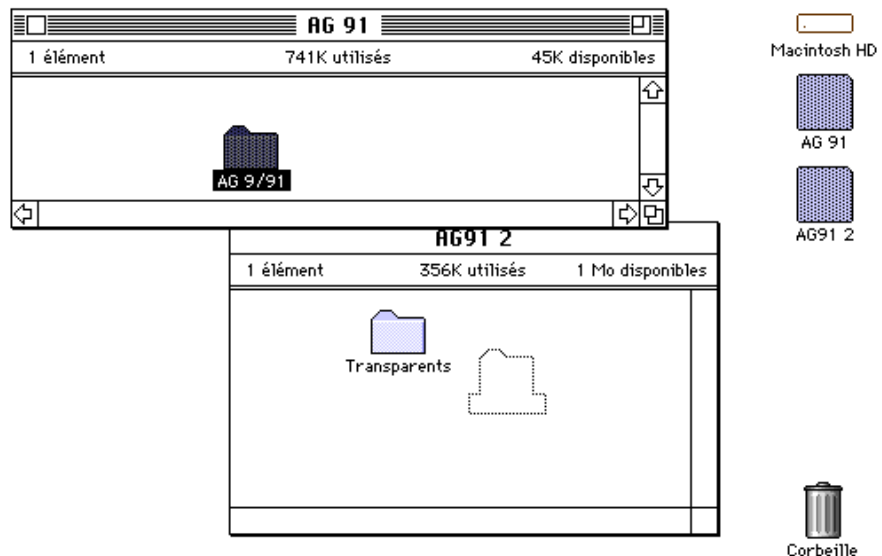 AG 91
1 élément 741K utilisés 45K disponibles
AG 9/91
AG91 2
1 élément 356K utilisés 1 Mo disponibles
Transparents
Macintosh HD
AG 91
AG91 2
Corbeille